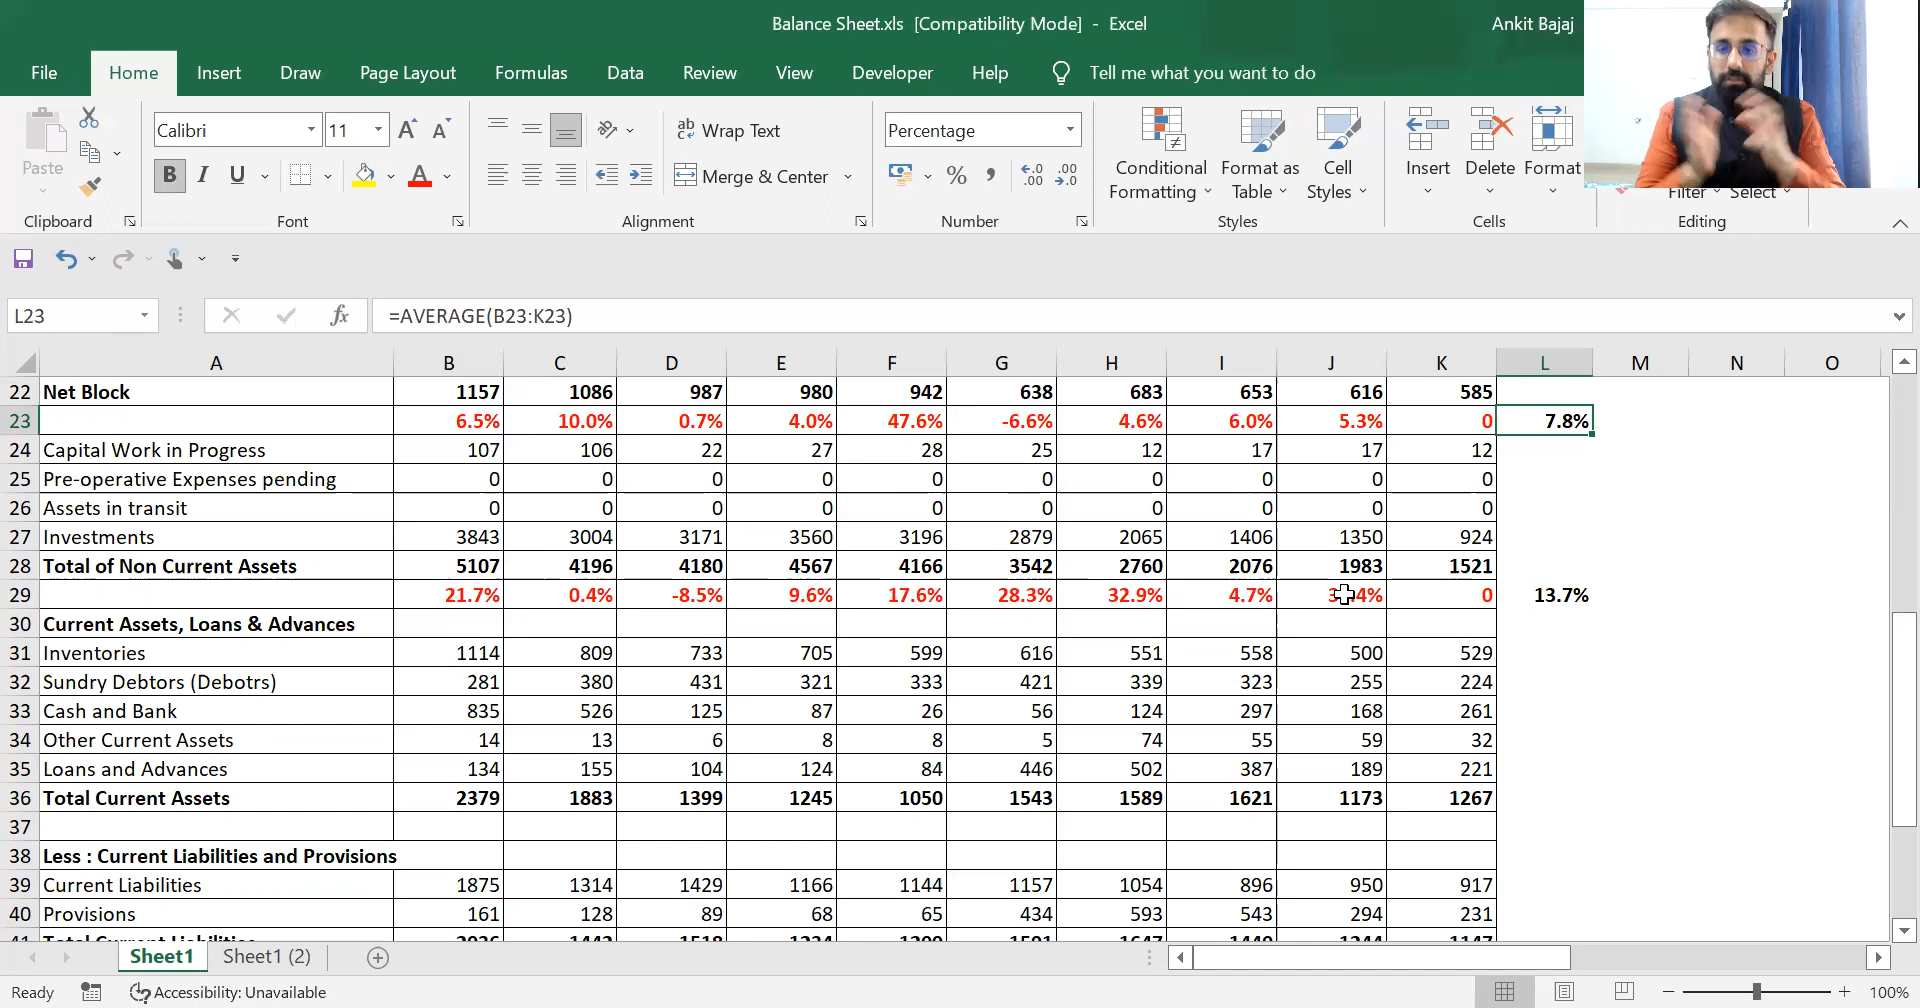 Balance Sheet.xls [Compatibility Mode] - Excel
Ankit Bajaj
File Home Insert Draw Page Layout Formulas Data Review View Developer Help Tell me what you want to do
Calibri 11 Wrap Text Percentage
Paste B I U A Merge & Center % , Conditional Formatting Format as Table Cell Styles Insert Delete Format Filter Select
Clipboard Font Alignment Number Styles Cells Editing
L23 fx =AVERAGE(B23:K23)
A B C D E F G H I J K L M N O
22 Net Block 1157 1086 987 980 942 638 683 653 616 585
23 6.5% 10.0% 0.7% 4.0% 47.6% -6.6% 4.6% 6.0% 5.3% 0 7.8%
24 Capital Work in Progress 107 106 22 27 28 25 12 17 17 12
25 Pre-operative Expenses pending 0 0 0 0 0 0 0 0 0 0
26 Assets in transit 0 0 0 0 0 0 0 0 0 0
27 Investments 3843 3004 3171 3560 3196 2879 2065 1406 1350 924
28 Total of Non Current Assets 5107 4196 4180 4567 4166 3542 2760 2076 1983 1521
29 21.7% 0.4% -8.5% 9.6% 17.6% 28.3% 32.9% 4.7% 0 13.7%
30 Current Assets, Loans & Advances
31 Inventories 1114 809 733 705 599 616 551 558 500 529
32 Sundry Debtors (Debotrs) 281 380 431 321 333 421 339 323 255 224
33 Cash and Bank 835 526 125 87 26 56 124 297 168 261
34 Other Current Assets 14 13 6 8 8 5 74 55 59 32
35 Loans and Advances 134 155 104 124 84 446 502 387 189 221
36 Total Current Assets 2379 1883 1399 1245 1050 1543 1589 1621 1173 1267
37
38 Less : Current Liabilities and Provisions
39 Current Liabilities 1875 1314 1429 1166 1144 1157 1054 896 950 917
40 Provisions 161 128 89 68 65 434 593 543 294 231
Sheet1 Sheet1 (2)
Ready Accessibility: Unavailable 100%